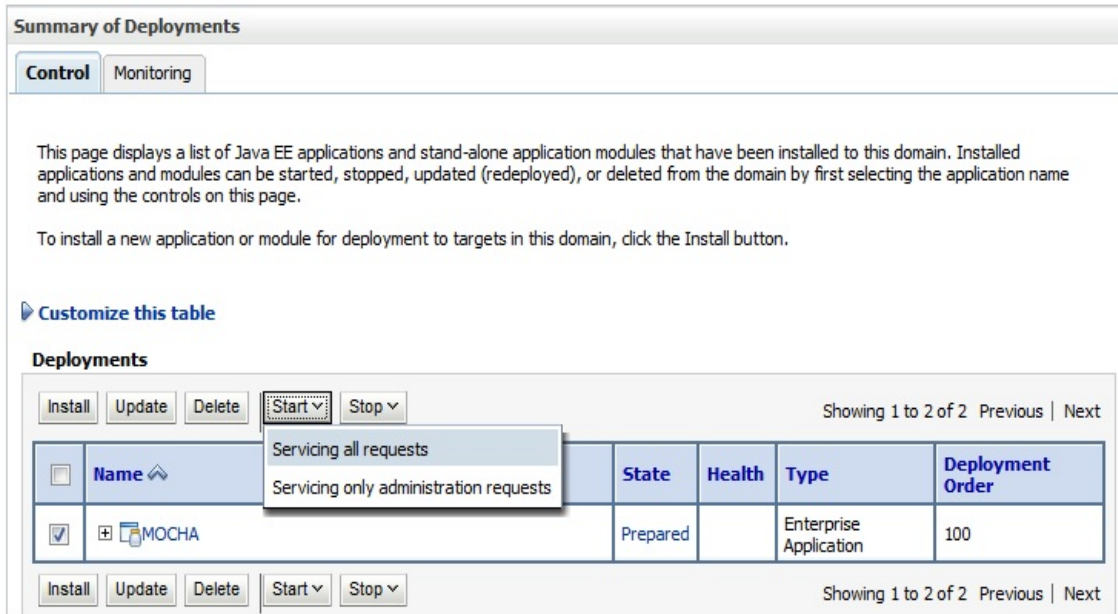 Summary of Deployments
Control Monitoring
This page displays a list of Java EE applications and stand-alone application modules that have been installed to this domain. Installed
applications and modules can be started, stopped, updated (redeployed), or deleted from the domain by first selecting the application name
and using the controls on this page.
To install a new application or module for deployment to targets in this domain, click the Install button.
Customize this table
Deployments
Install Update Delete Start Stop Showing 1 to 2 of 2 Previous | Next
Servicing all requests
Servicing only administration requests
Name State Health Type Deployment Order
MOCHA Prepared Enterprise Application 100
Install Update Delete Start Stop Showing 1 to 2 of 2 Previous | Next